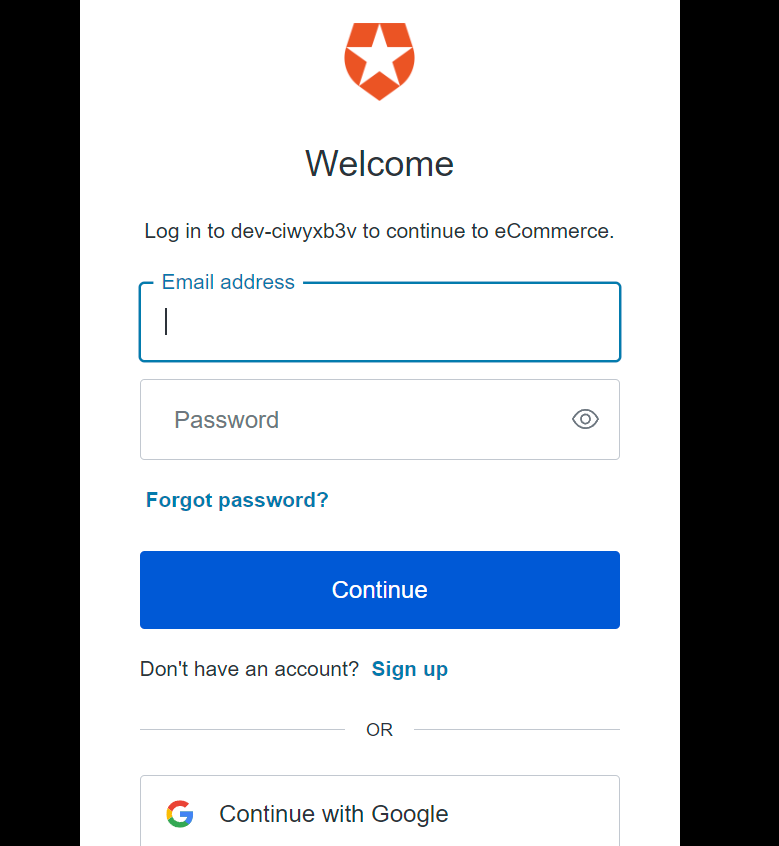 Welcome
Log in to dev-ciwyxb3v to continue to eCommerce.
Email address
Password
Forgot password?
Continue
Don't have an account? Sign up
OR
Continue with Google